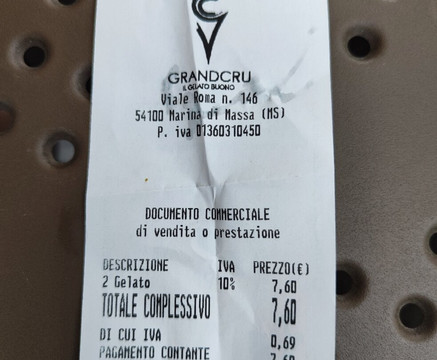 GRANDCRU
IL GELATO BUONO
Viale Roma n. 146
54100 Marina di Massa (MS)
P. iva 01360310450
DOCUMENTO COMMERCIALE
di vendita o prestazione
DESCRIZIONE IVA PREZZO(€)
2 Gelato 10% 7,60
TOTALE COMPLESSIVO 7,60
DI CUI IVA 0,69
PAGAMENTO CONTANTE 7,60